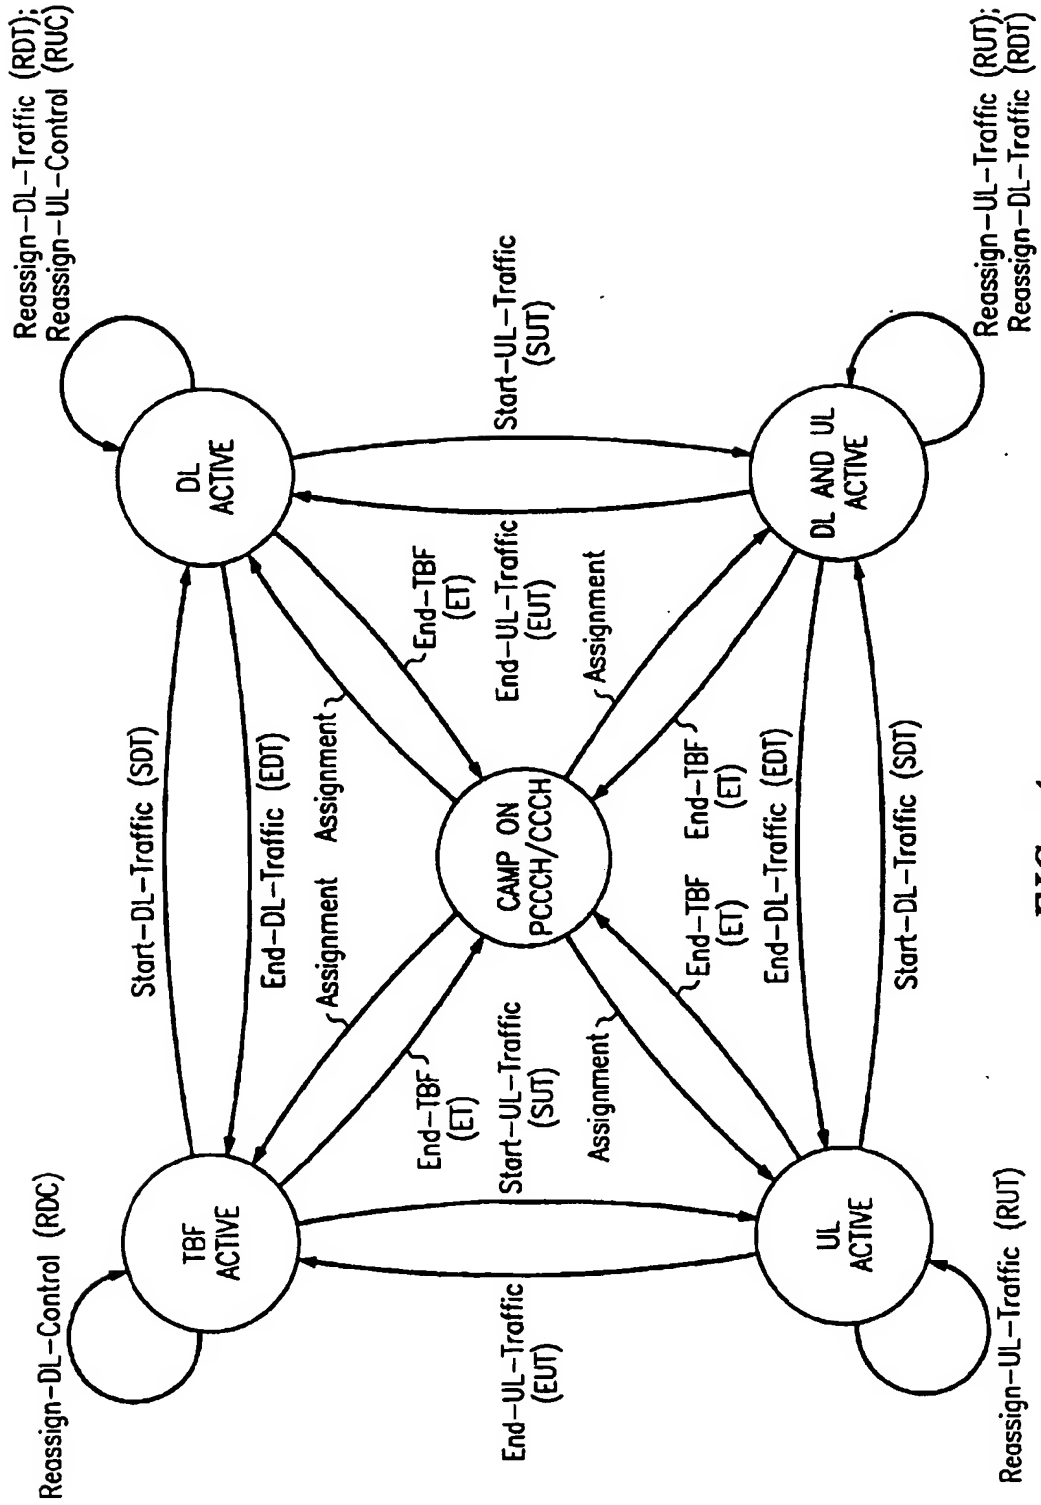 Reassign-DL-Control (RDC)
Reassign-DL-Traffic (RDT);
Reassign-UL-Control (RUC)
Start-DL-Traffic (SDT)
TBF
ACTIVE
DL
ACTIVE
End-DL-Traffic (EDT)
Assignment
Assignment
End-TBF
(ET)
End-TBF
(ET)
End-UL-Traffic
(EUT)
Start-UL-Traffic
(SUT)
CAMP ON
PCCCH/CCCH
End-UL-Traffic
(EUT)
Start-UL-Traffic
(SUT)
Assignment
Assignment
End-TBF
(ET)
End-TBF
(ET)
End-DL-Traffic (EDT)
UL
ACTIVE
DL AND UL
ACTIVE
Start-DL-Traffic (SDT)
Reassign-UL-Traffic (RUT)
Reassign-UL-Traffic (RUT);
Reassign-DL-Traffic (RDT)